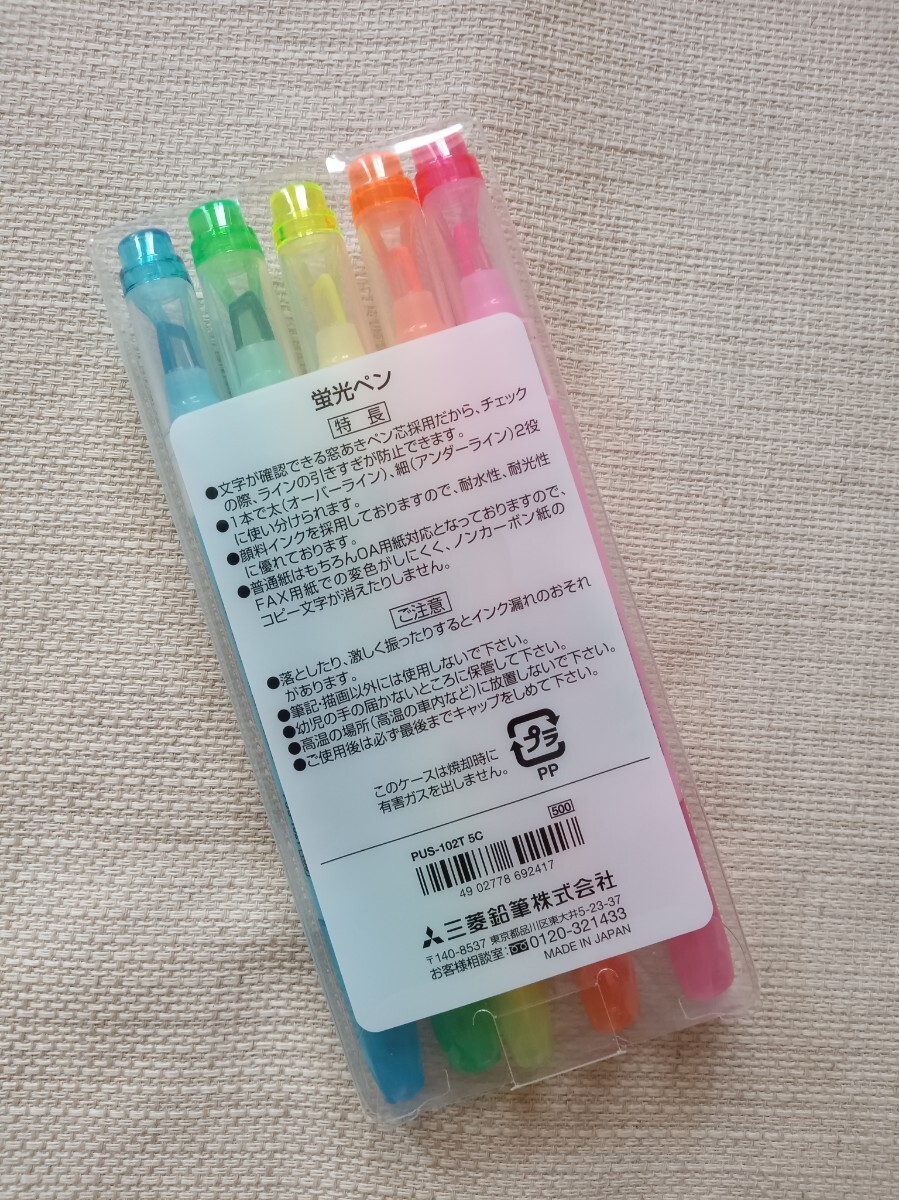 蛍光ペン
特長
●文字が確認できる窓あきペン芯採用だから、チェック
の際、ラインの引きすぎが防止できます。
●1本で太(オーバーライン)、細(アンダーライン)2役
に使い分けられます。
●顔料インクを採用しておりますので、耐水性、耐光性
に優れております。
●普通紙はもちろんOA用紙対応となっておりますので、
FAX用紙での変色がしにくく、ノンカーボン紙の
コピー文字が消えたりしません。
ご注意
●落としたり、激しく振ったりするとインク漏れのおそれ
があります。
●筆記・描画以外には使用しないで下さい。
●幼児の手の届かないところに保管して下さい。
●高温の場所(高温の車内など)に放置しないで下さい。
●ご使用後は必ず最後までキャップをしめて下さい。
このケースは焼却時に
有害ガスを出しません。
プラ
PP
500
PUS-102T 5C
49 02778 692417
三菱鉛筆株式会社
〒140-8537 東京都品川区東大井5-23-37
お客様相談室:0120-321433
MADE IN JAPAN